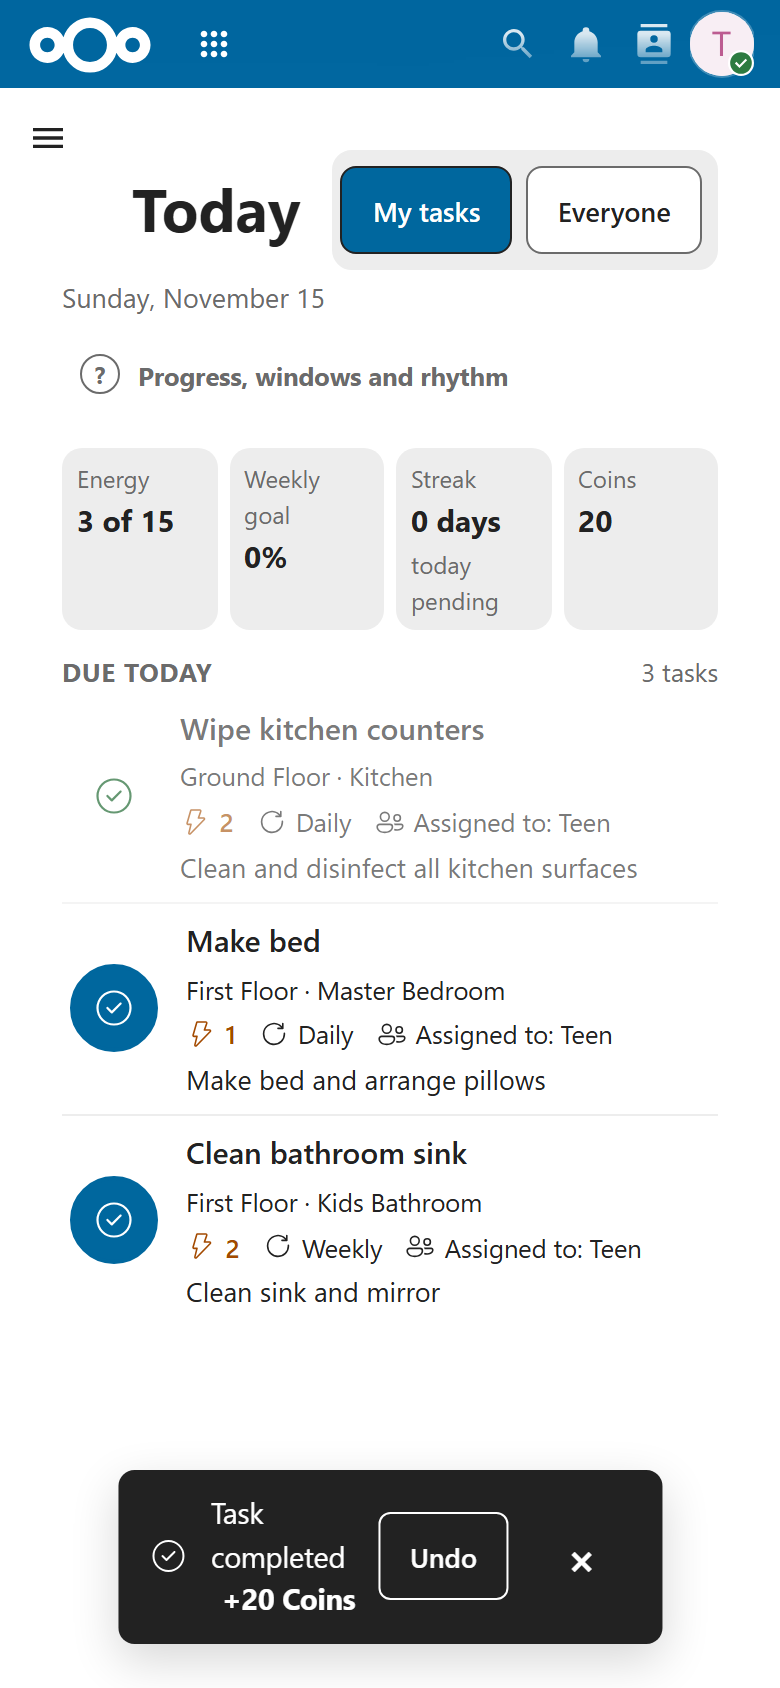 T
Today
My tasks
Everyone
Sunday, November 15
? Progress, windows and rhythm
Energy
3 of 15
Weekly
goal
0%
Streak
0 days
today
pending
Coins
20
DUE TODAY
3 tasks
Wipe kitchen counters
Ground Floor · Kitchen
2 Daily Assigned to: Teen
Clean and disinfect all kitchen surfaces
Make bed
First Floor · Master Bedroom
1 Daily Assigned to: Teen
Make bed and arrange pillows
Clean bathroom sink
First Floor · Kids Bathroom
2 Weekly Assigned to: Teen
Clean sink and mirror
Task
completed
+20 Coins
Undo